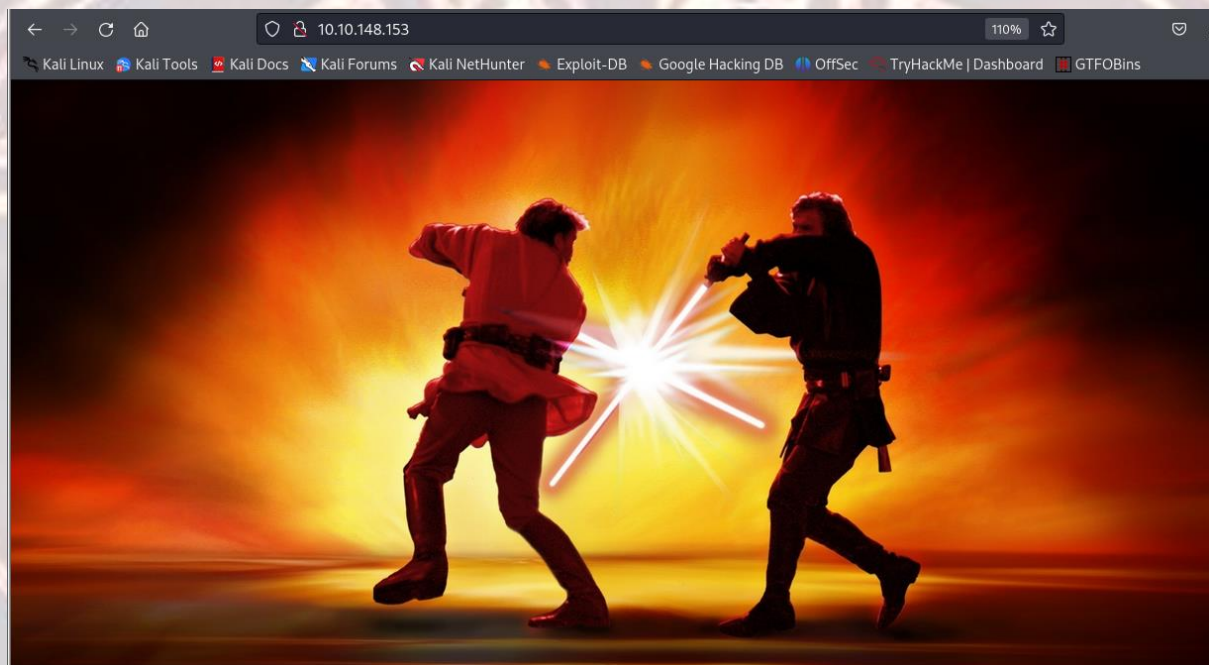 10.10.148.153
110%
Kali Linux Kali Tools Kali Docs Kali Forums Kali NetHunter Exploit-DB Google Hacking DB OffSec TryHackMe | Dashboard GTFOBins